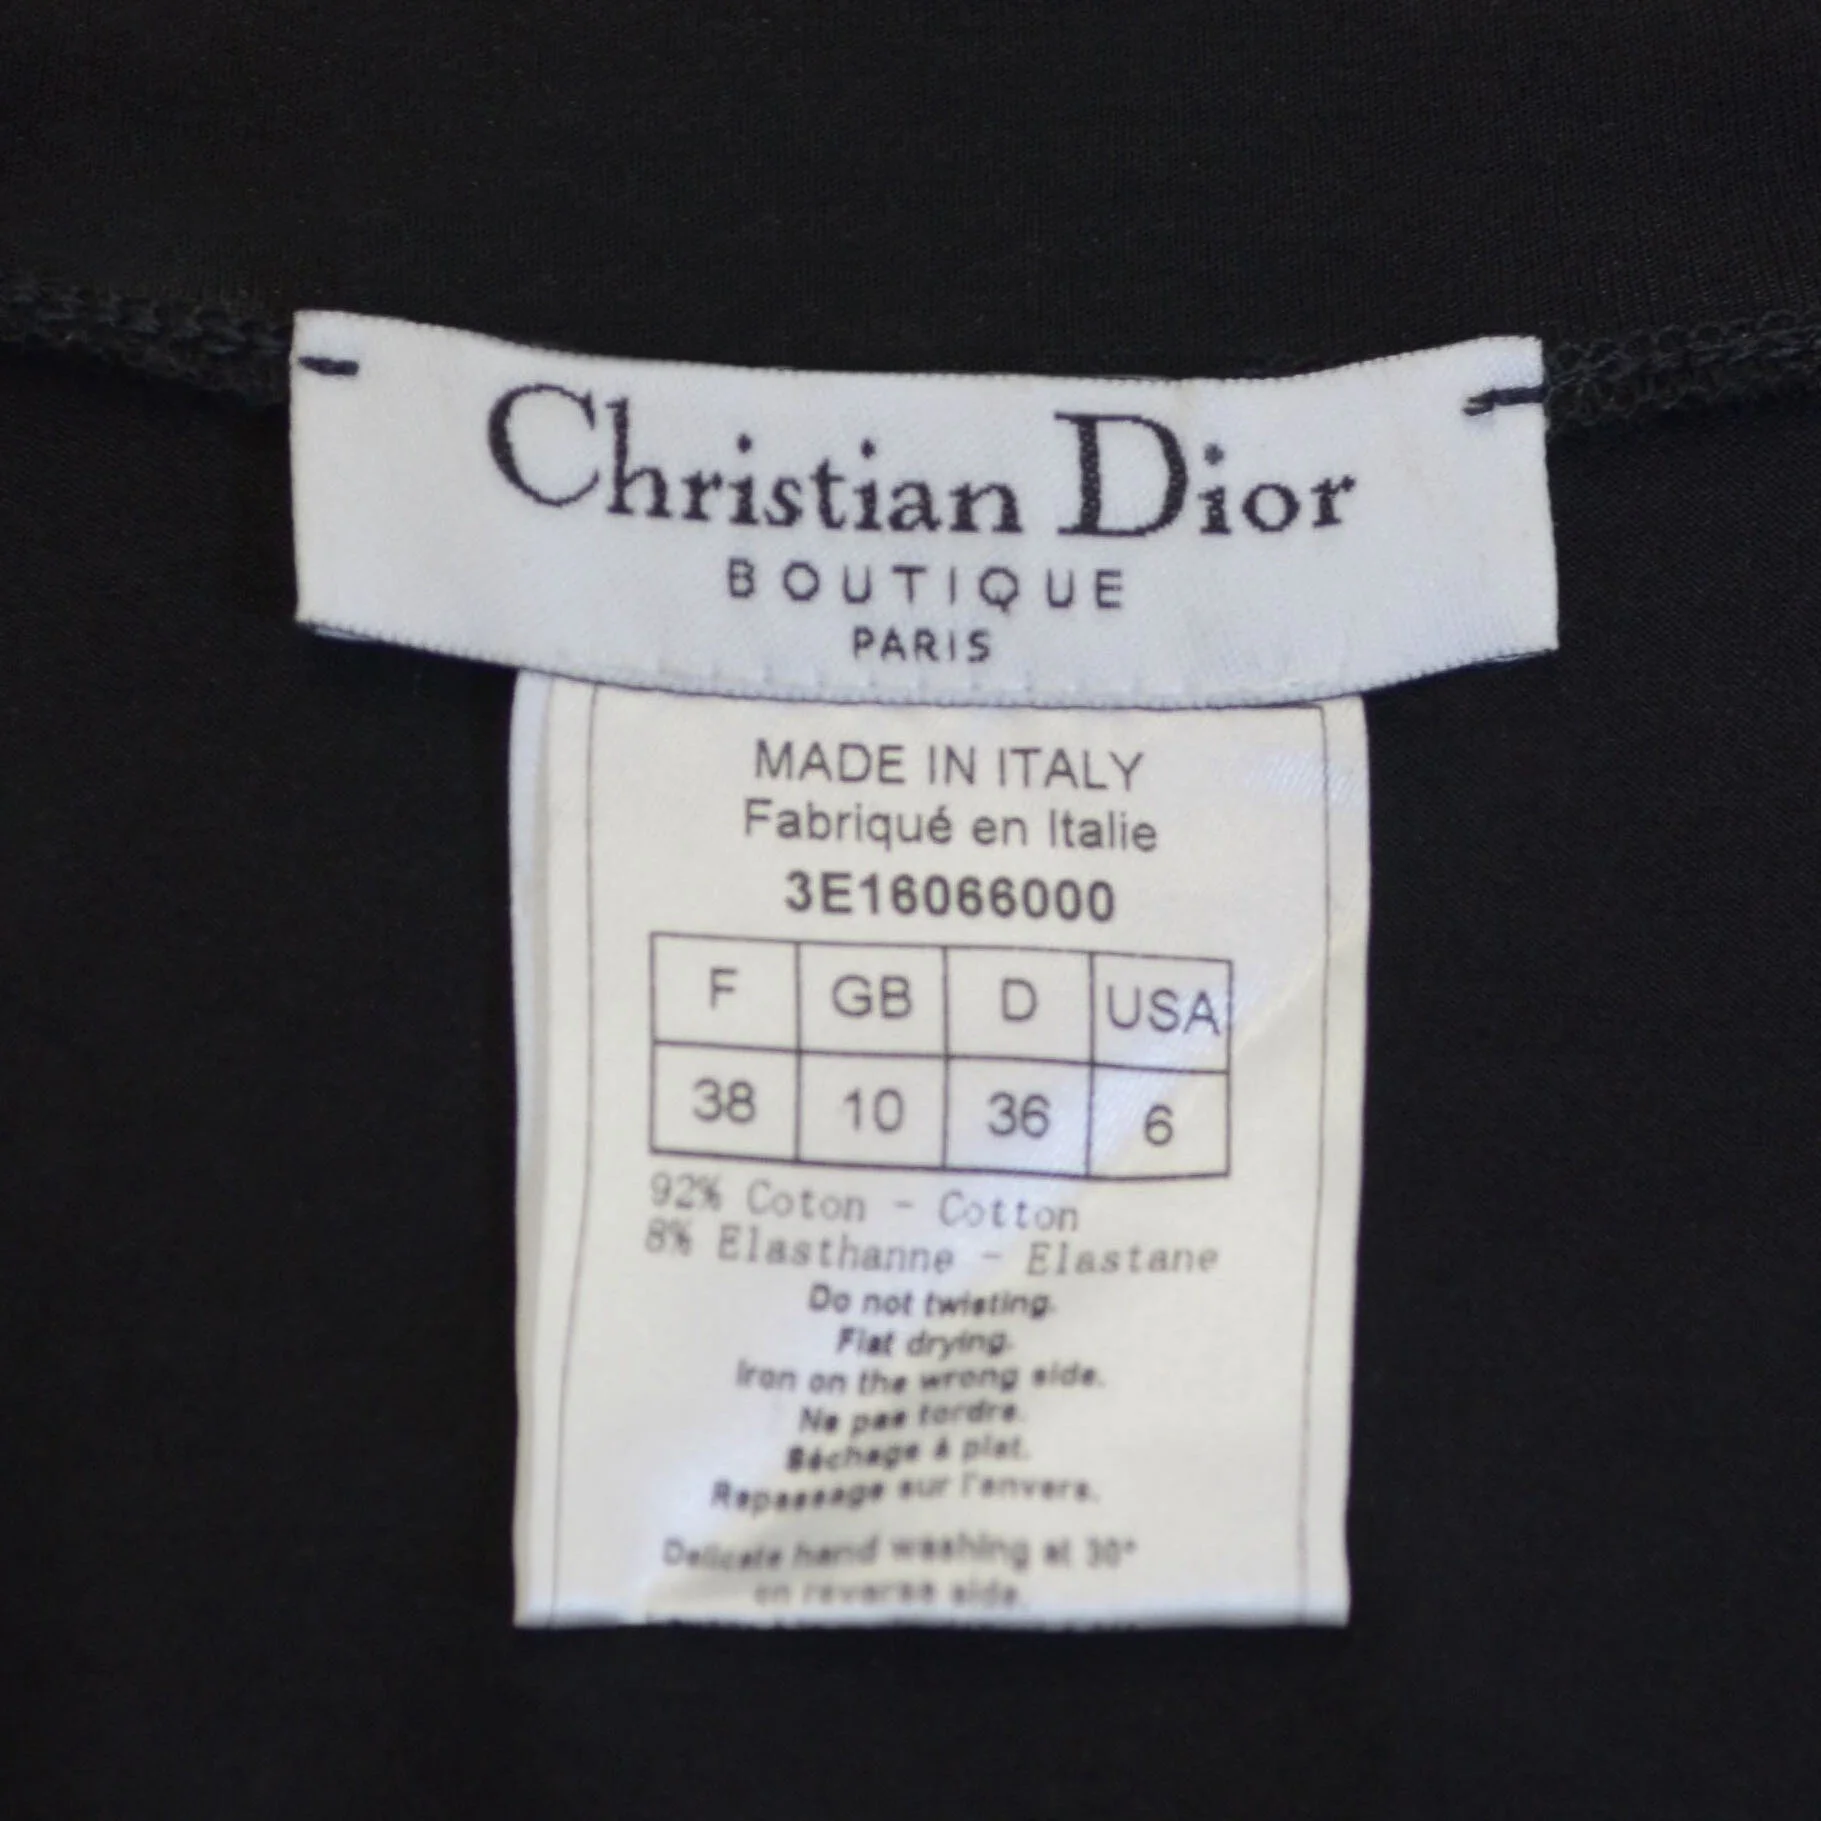 Christian Dior
BOUTIQUE
PARIS
MADE IN ITALY
Fabriqué en Italie
3E16066000
F GB D USA
38 10 36 6
92% Coton - Cotton
8% Elasthanne - Elastane
Do not twisting.
Flat drying.
Iron on the wrong side.
Ne pas tordre.
Séchage à plat.
Repassage sur l'envers.
Delicate hand washing at 30°
on reverse side.